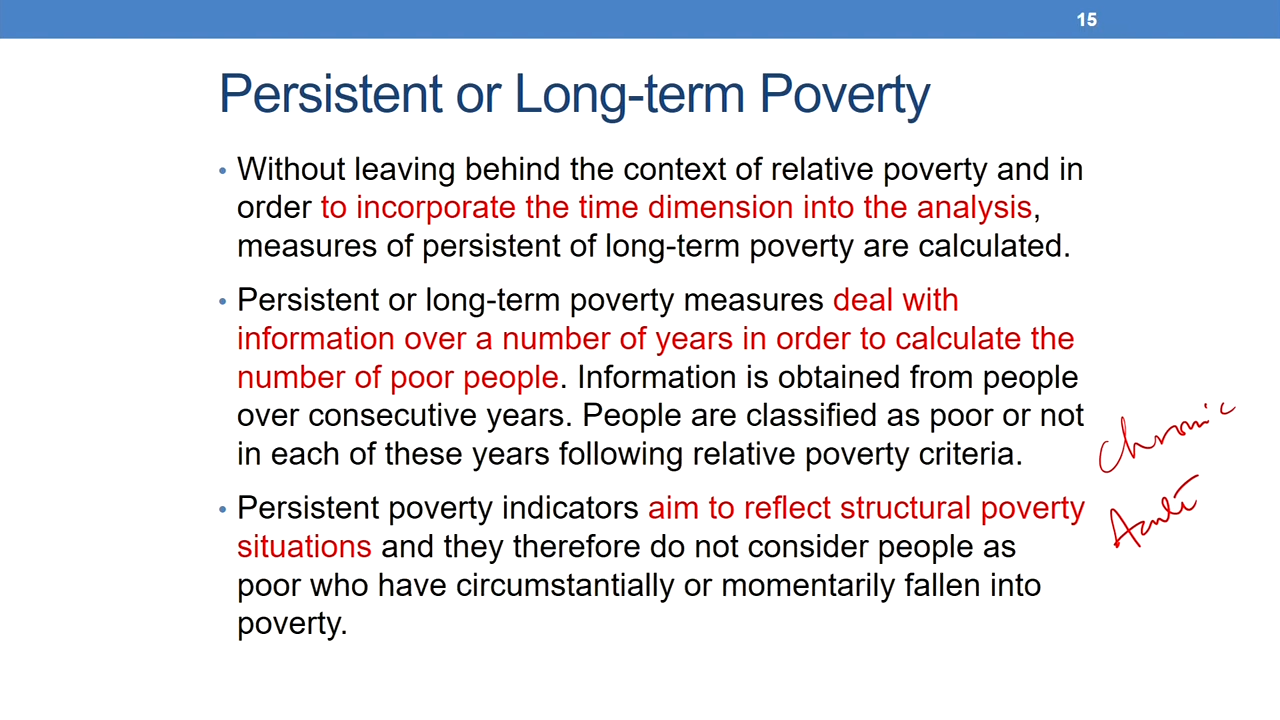 15
Persistent or Long-term Poverty
• Without leaving behind the context of relative poverty and in
order to incorporate the time dimension into the analysis,
measures of persistent of long-term poverty are calculated.
• Persistent or long-term poverty measures deal with
information over a number of years in order to calculate the
number of poor people. Information is obtained from people
over consecutive years. People are classified as poor or not
in each of these years following relative poverty criteria.
Chronic
• Persistent poverty indicators aim to reflect structural poverty
situations and they therefore do not consider people as
poor who have circumstantially or momentarily fallen into
poverty.
Acute